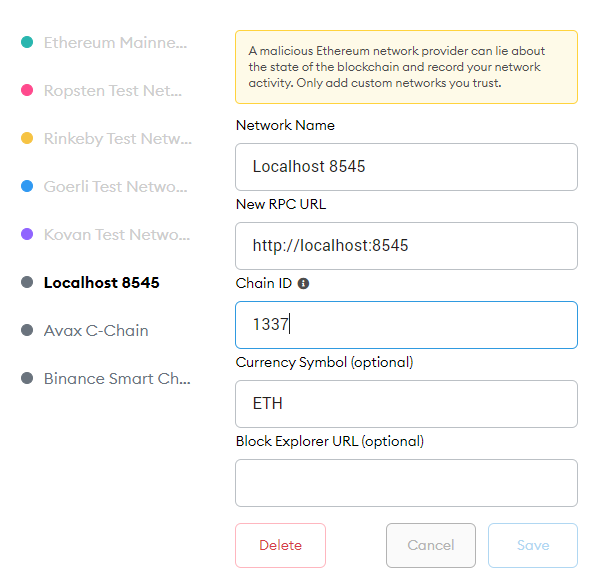 Ethereum Mainne...
Ropsten Test Net...
Rinkeby Test Netw...
Goerli Test Netwo...
Kovan Test Netwo...
Localhost 8545
Avax C-Chain
Binance Smart Ch...
A malicious Ethereum network provider can lie about
the state of the blockchain and record your network
activity. Only add custom networks you trust.
Network Name
Localhost 8545
New RPC URL
http://localhost:8545
Chain ID
1337
Currency Symbol (optional)
ETH
Block Explorer URL (optional)
Delete
Cancel
Save